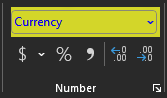 Currency
$ % , ←0 .00 .00 →0
Number